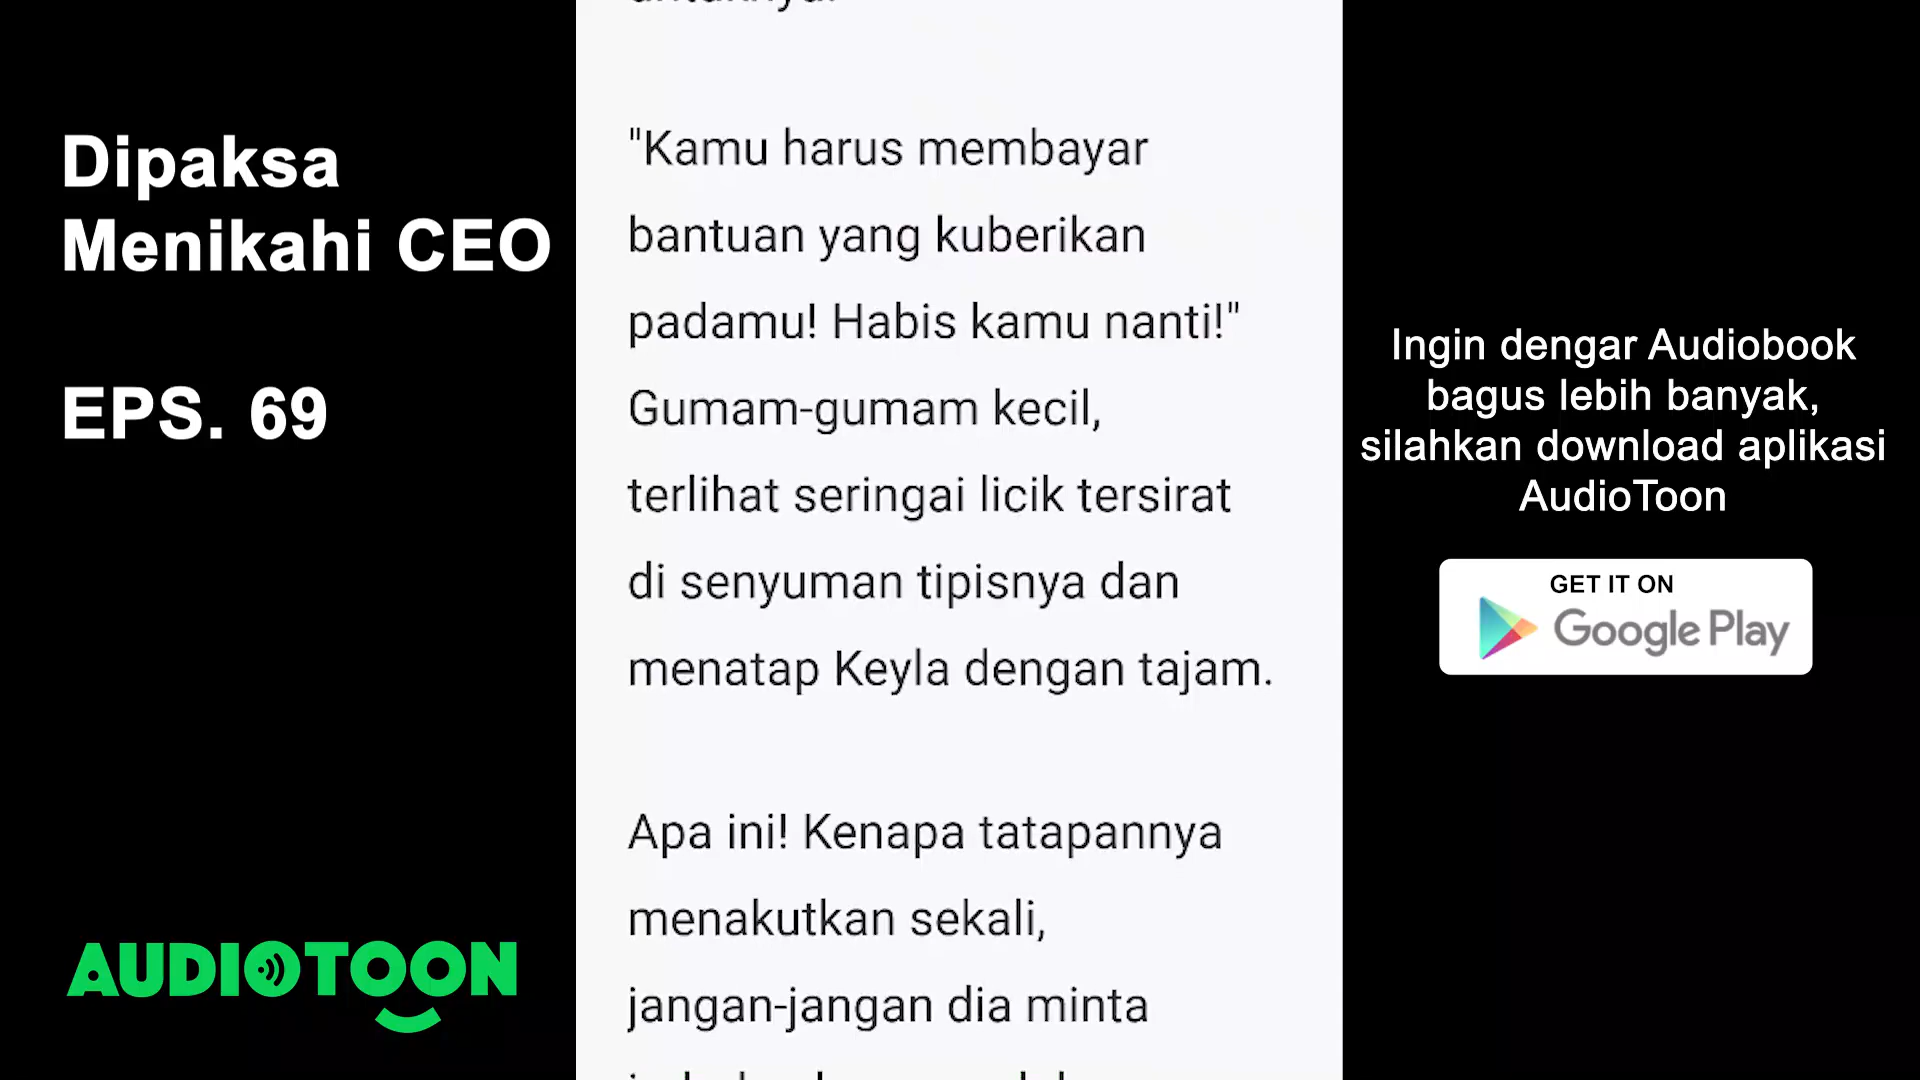 Dipaksa
Menikahi CEO
EPS. 69
AUDIOTOON
"Kamu harus membayar
bantuan yang kuberikan
padamu! Habis kamu nanti!"
Gumam-gumam kecil,
terlihat seringai licik tersirat
di senyuman tipisnya dan
menatap Keyla dengan tajam.
Apa ini! Kenapa tatapannya
menakutkan sekali,
jangan-jangan dia minta
Ingin dengar Audiobook
bagus lebih banyak,
silahkan download aplikasi
AudioToon
GET IT ON
Google Play